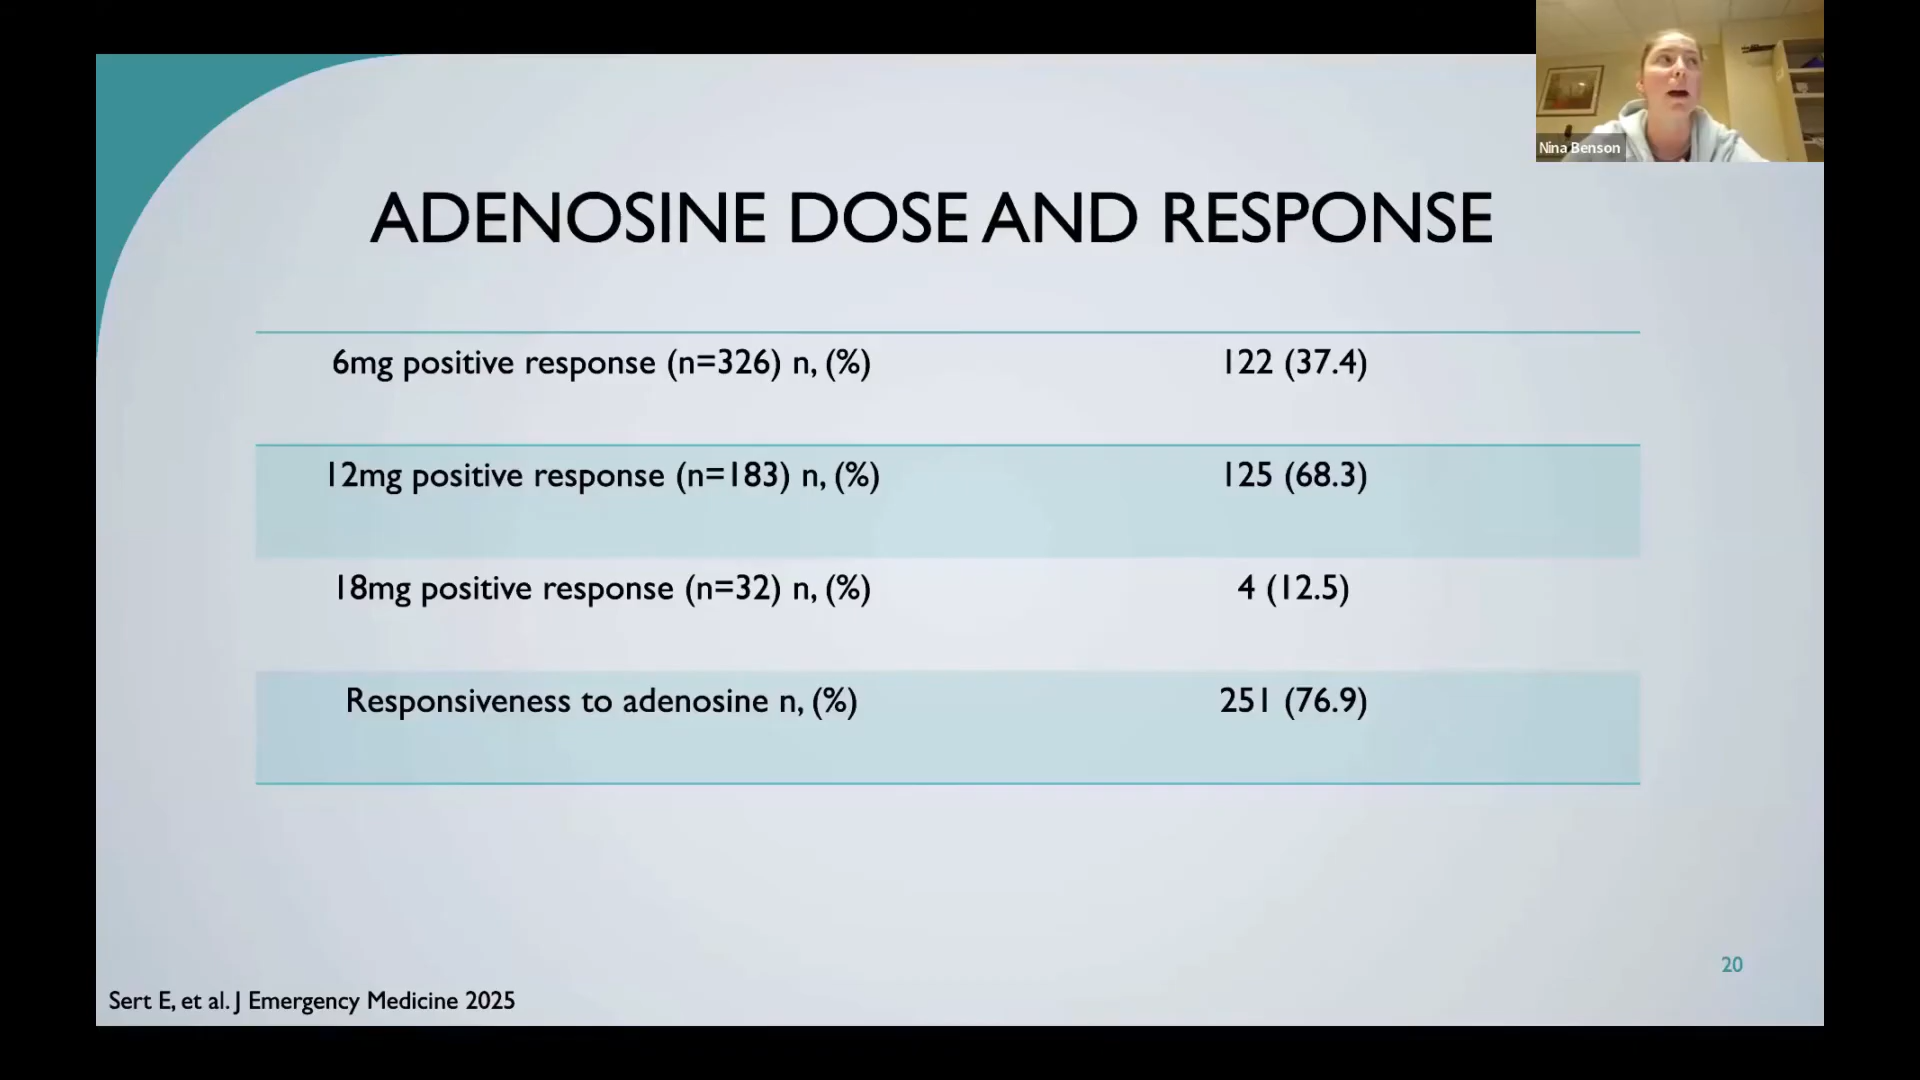 Nina Benson
ADENOSINE DOSE AND RESPONSE
6mg positive response (n=326) n, (%) 122 (37.4)
12mg positive response (n=183) n, (%) 125 (68.3)
18mg positive response (n=32) n, (%) 4 (12.5)
Responsiveness to adenosine n, (%) 251 (76.9)
20
Sert E, et al. J Emergency Medicine 2025